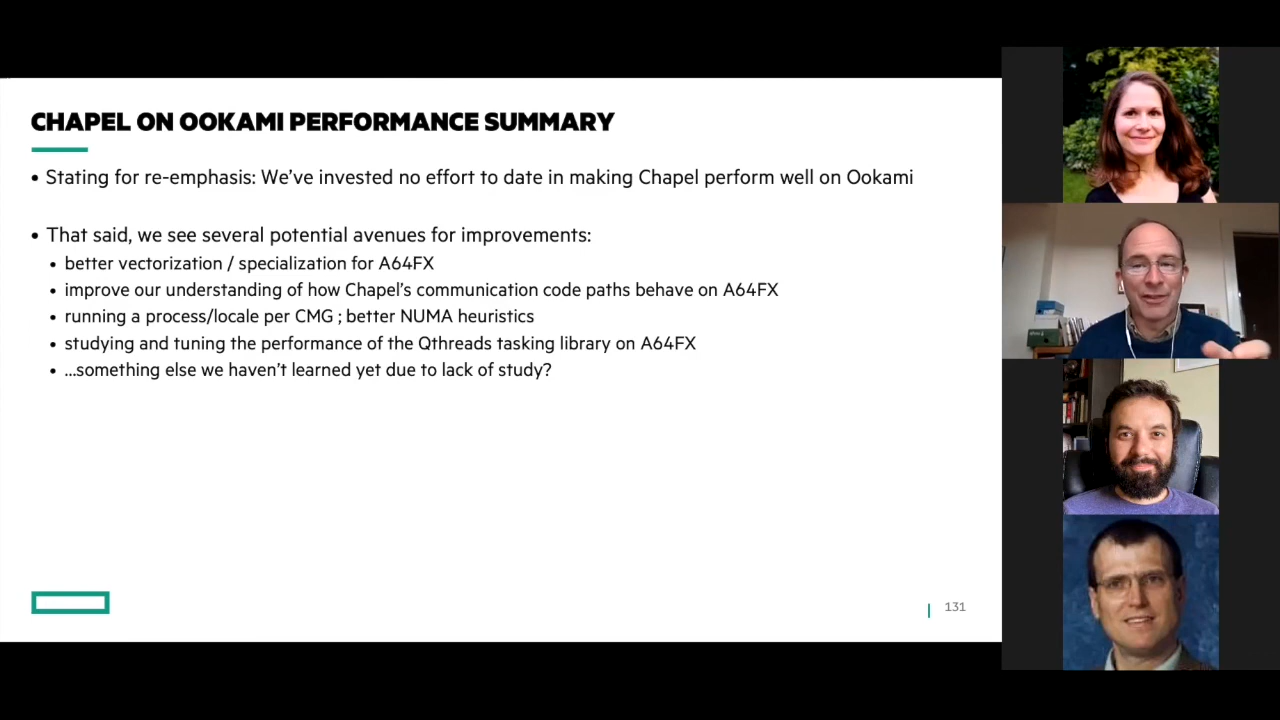 CHAPEL ON OOKAMI PERFORMANCE SUMMARY
• Stating for re-emphasis: We've invested no effort to date in making Chapel perform well on Ookami
• That said, we see several potential avenues for improvements:
• better vectorization / specialization for A64FX
• improve our understanding of how Chapel's communication code paths behave on A64FX
• running a process/locale per CMG ; better NUMA heuristics
• studying and tuning the performance of the Qthreads tasking library on A64FX
• ...something else we haven't learned yet due to lack of study?
131